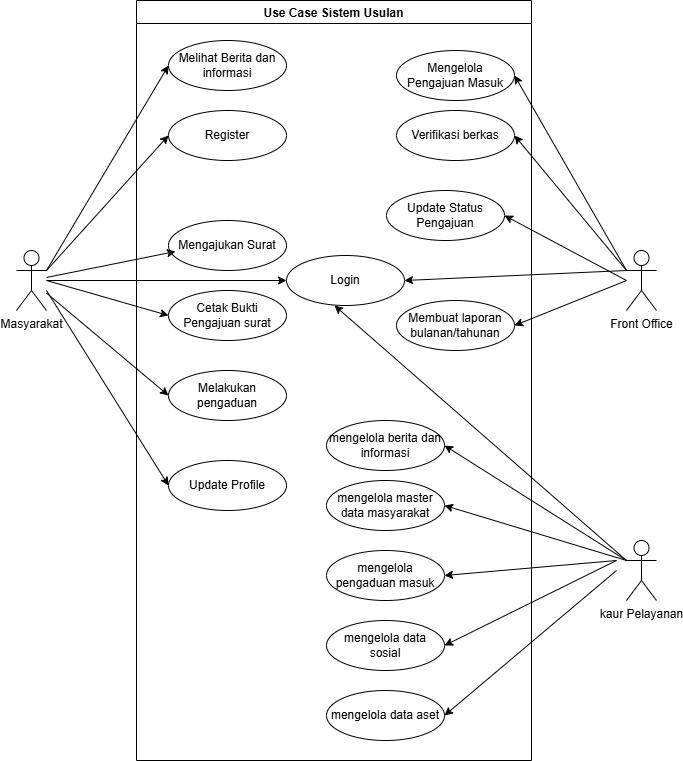 Use Case Sistem Usulan
Melihat Berita dan
informasi
Mengelola
Pengajuan Masuk
Register
Verifikasi berkas
Update Status
Pengajuan
Mengajukan Surat
Login
Masyarakat
Cetak Bukti
Pengajuan surat
Membuat laporan
bulanan/tahunan
Front Office
Melakukan
pengaduan
mengelola berita dan
informasi
Update Profile
mengelola master
data masyarakat
mengelola
pengaduan masuk
kaur Pelayanan
mengelola data
sosial
mengelola data aset